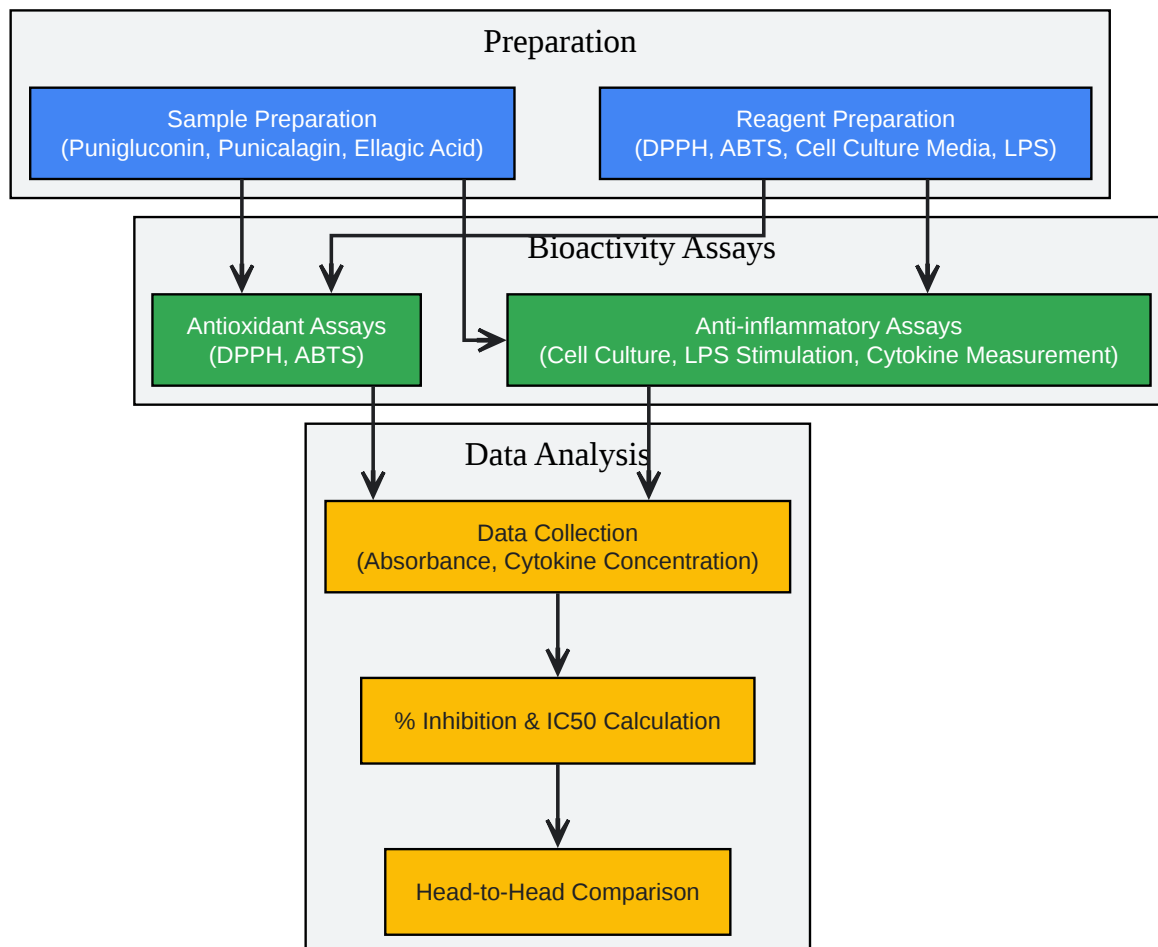 Preparation
Sample Preparation
(Punigluconin, Punicalagin, Ellagic Acid)
Reagent Preparation
(DPPH, ABTS, Cell Culture Media, LPS)
Bioactivity Assays
Antioxidant Assays
(DPPH, ABTS)
Anti-inflammatory Assays
(Cell Culture, LPS Stimulation, Cytokine Measurement)
Data Analysis
Data Collection
(Absorbance, Cytokine Concentration)
% Inhibition & IC50 Calculation
Head-to-Head Comparison